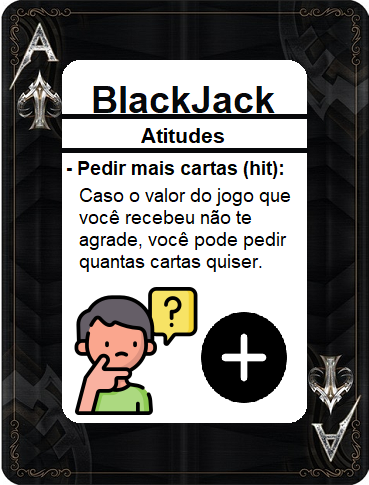 A
BlackJack
Atitudes
- Pedir mais cartas (hit):
Caso o valor do jogo que
você recebeu não te
agrade, você pode pedir
quantas cartas quiser.
?
A